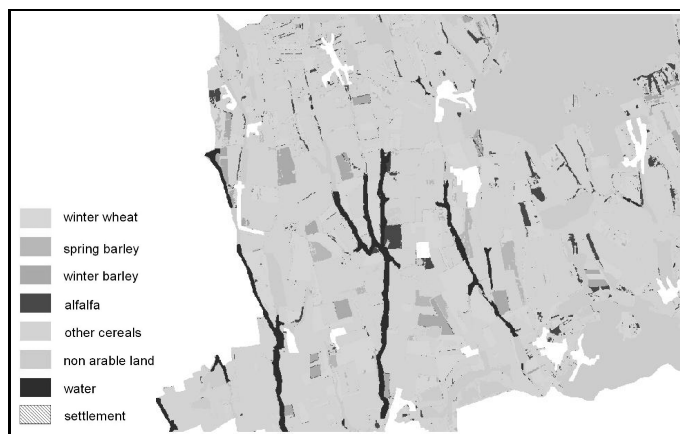 winter wheat
spring barley
winter barley
alfalfa
other cereals
non arable land
water
settlement